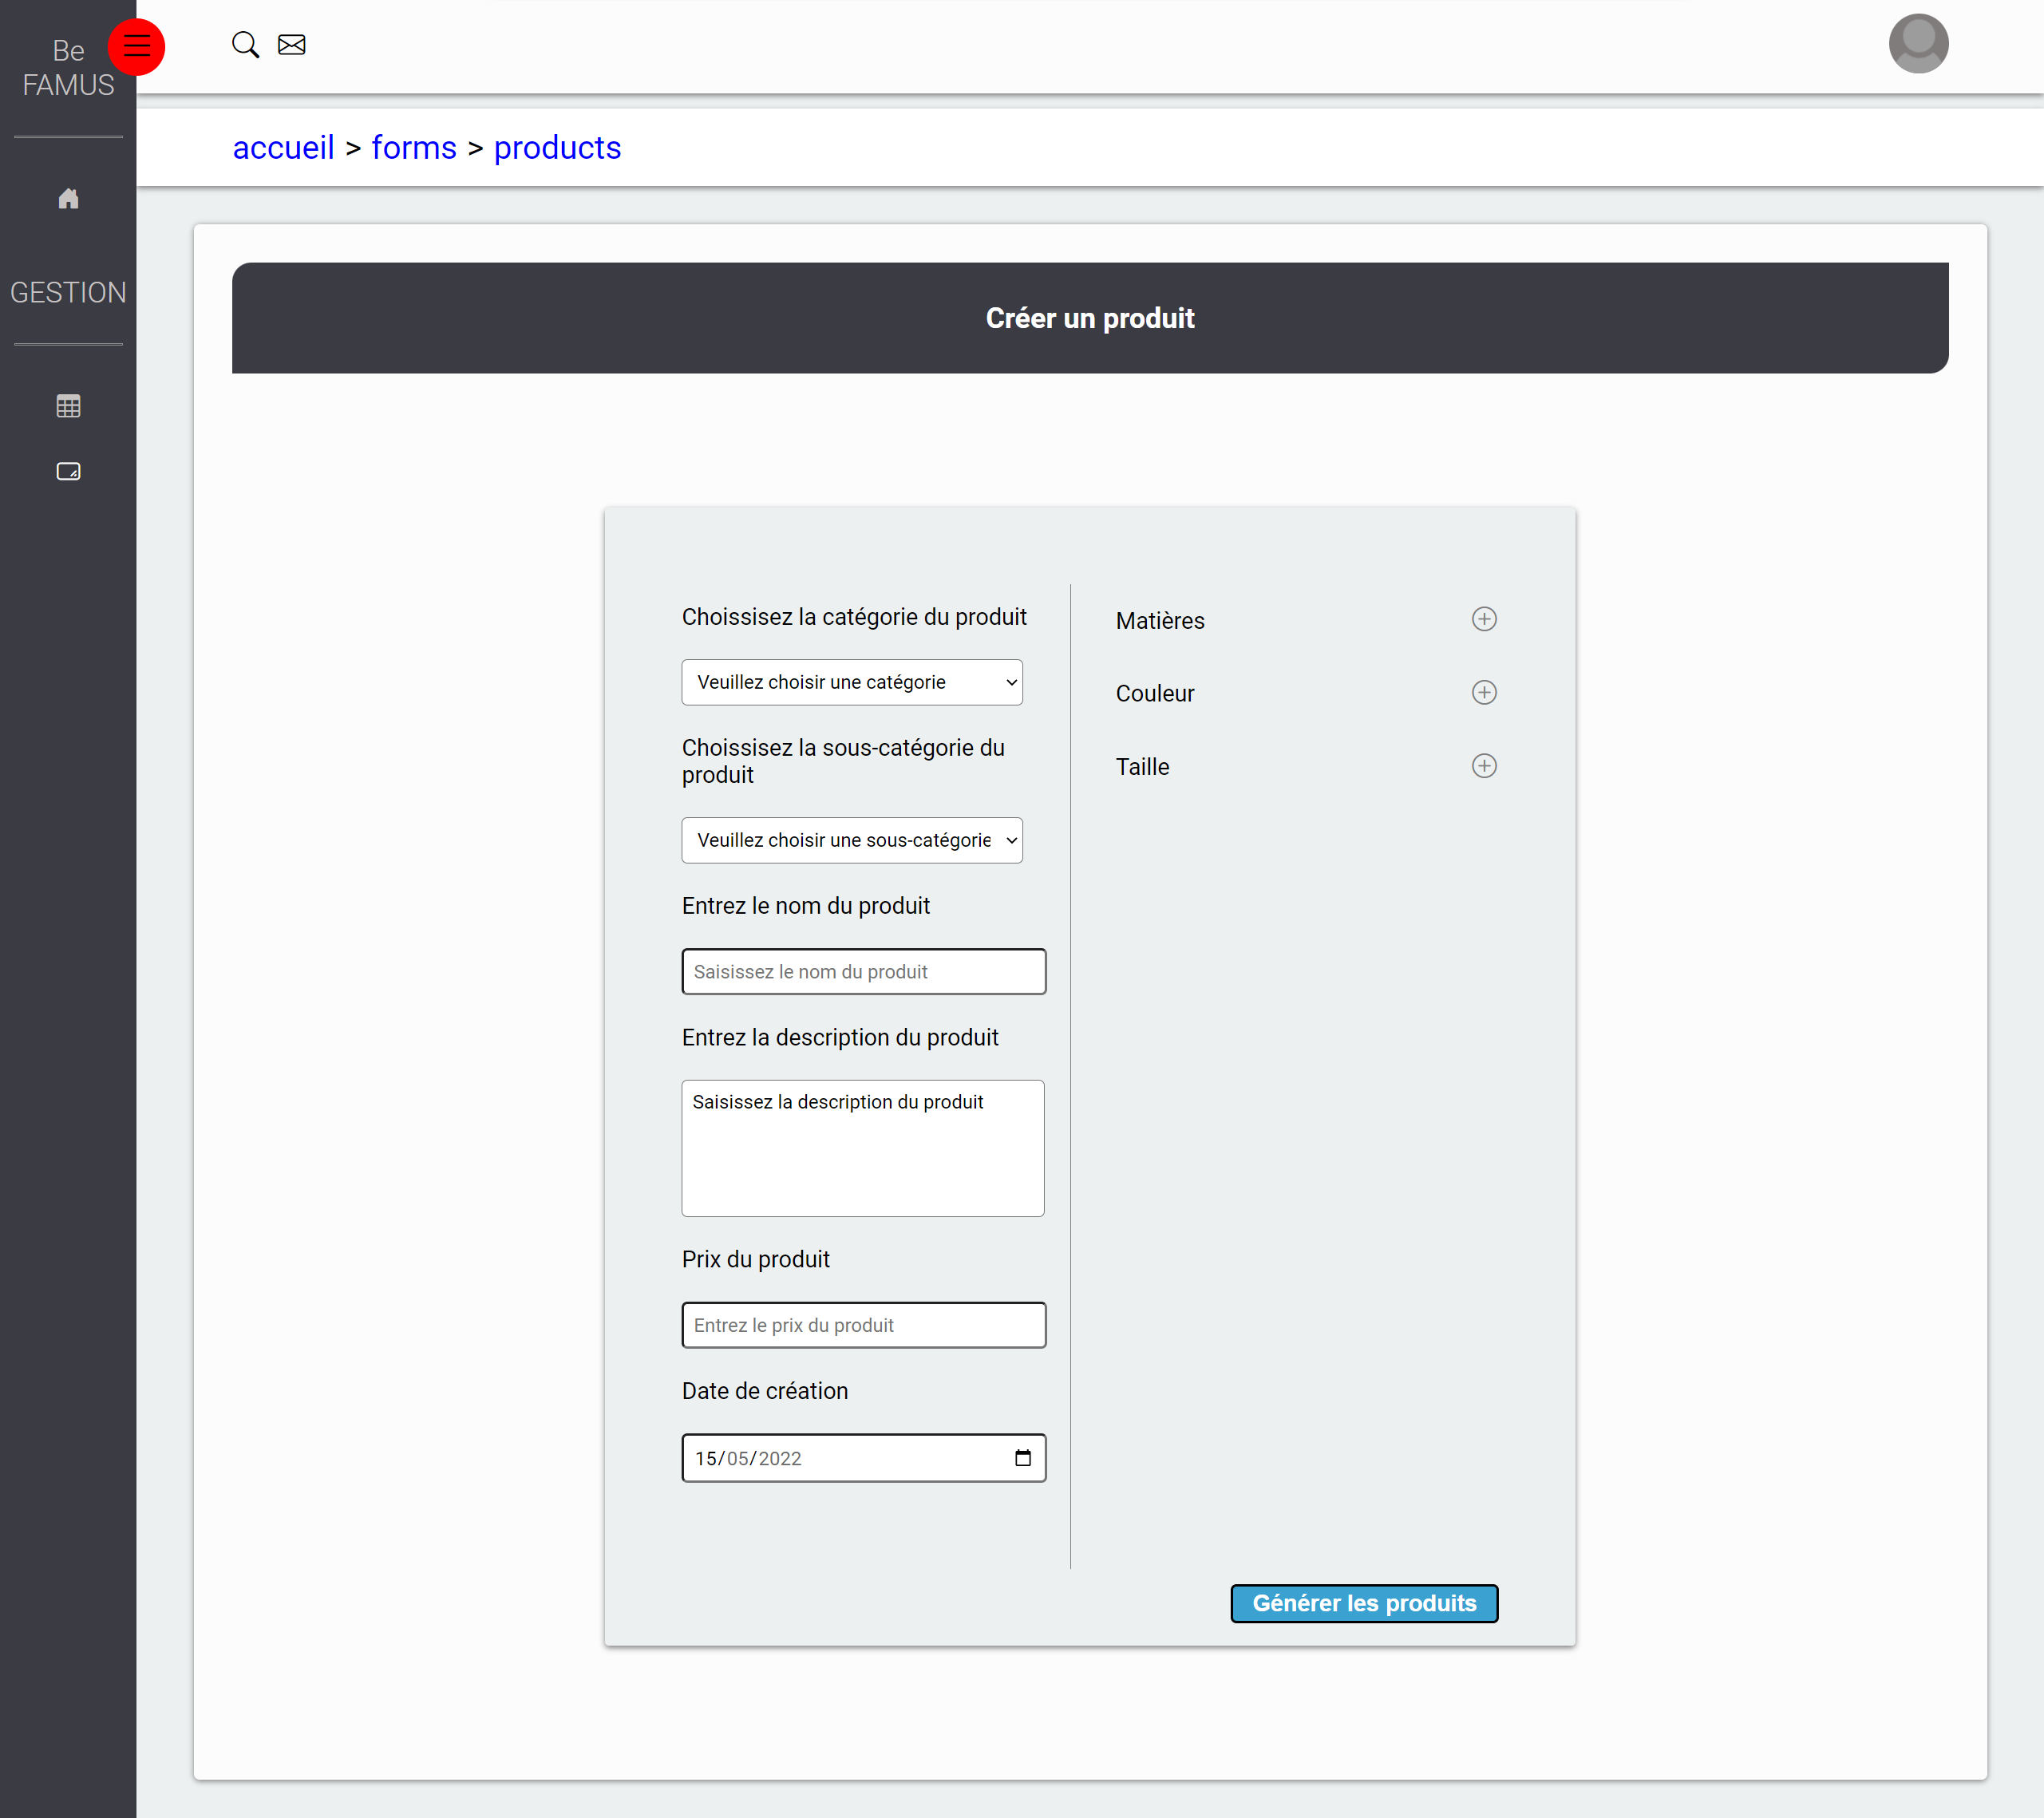 Be
FAMUS
GESTION
accueil > forms > products
Créer un produit
Choissisez la catégorie du produit
Veuillez choisir une catégorie
Choissisez la sous-catégorie du
produit
Veuillez choisir une sous-catégorie
Entrez le nom du produit
Saisissez le nom du produit
Entrez la description du produit
Saisissez la description du produit
Prix du produit
Entrez le prix du produit
Date de création
15/05/2022
Matières
Couleur
Taille
Générer les produits